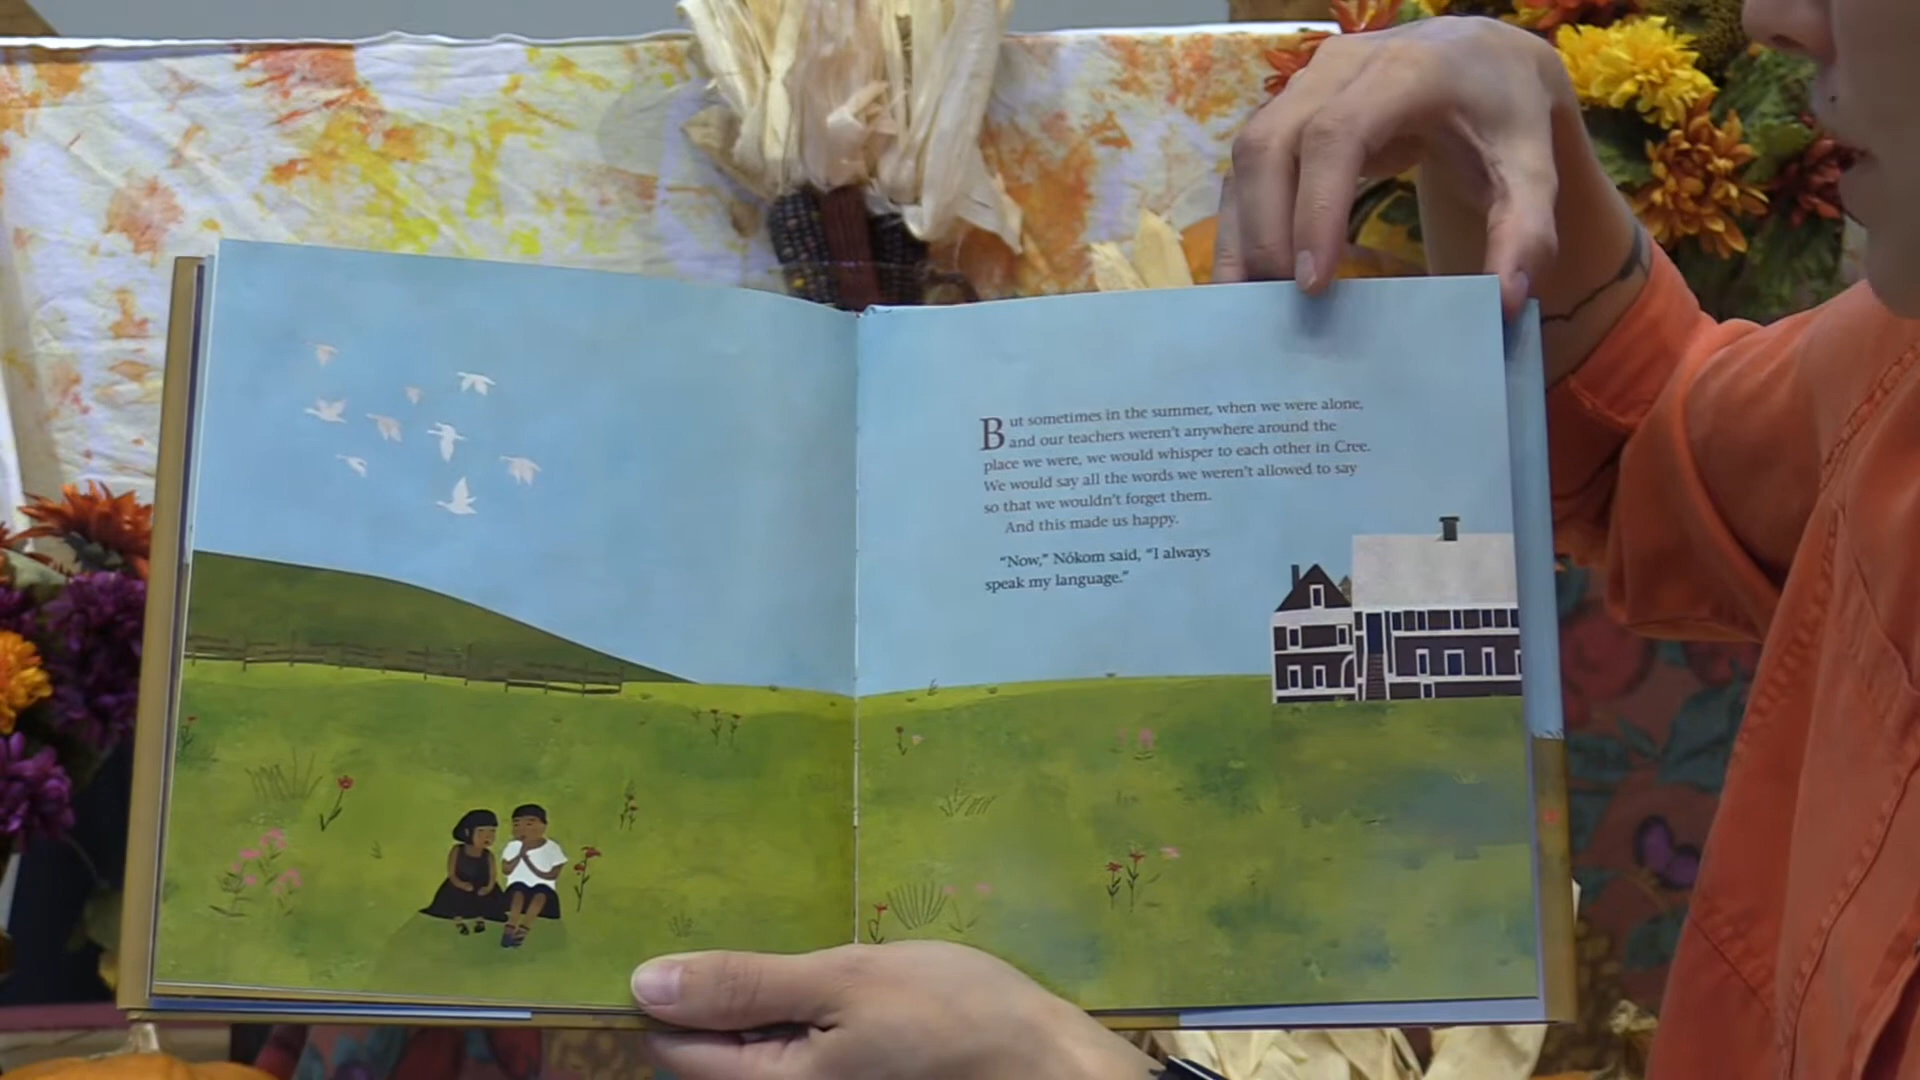 But sometimes in the summer, when we were alone,
and our teachers weren't anywhere around the
place we were, we would whisper to each other in Cree.
We would say all the words we weren't allowed to say
so that we wouldn't forget them.
And this made us happy.
“Now,” Nókom said, “I always
speak my language.”